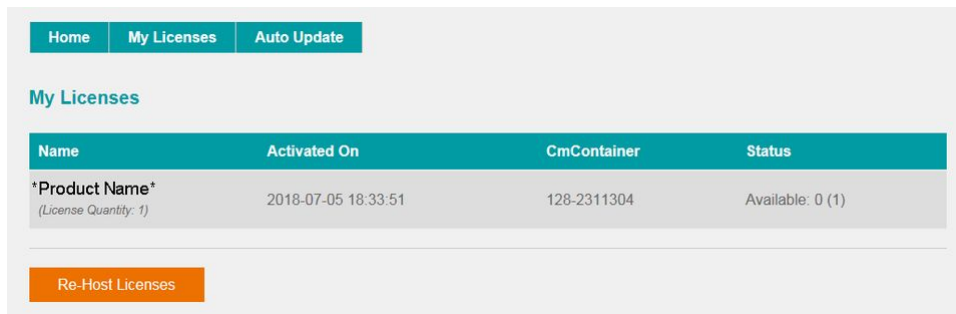 Home My Licenses Auto Update
My Licenses
Name Activated On CmContainer Status
*Product Name*
(License Quantity: 1) 2018-07-05 18:33:51 128-2311304 Available: 0 (1)
Re-Host Licenses